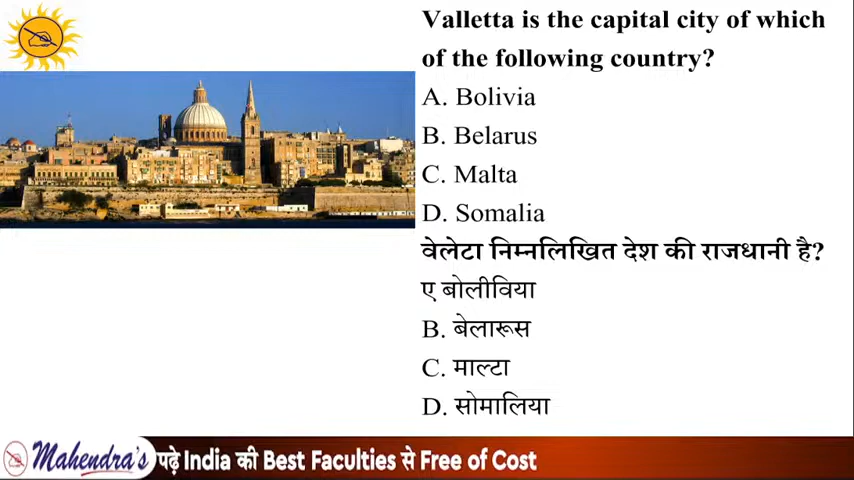 Valletta is the capital city of which
of the following country?
A. Bolivia
B. Belarus
C. Malta
D. Somalia
वेलेटा निम्नलिखित देश की राजधानी है?
ए बोलीविया
B. बेलारूस
C. माल्टा
D. सोमालिया
Mahendra's पढ़े India की Best Faculties से Free of Cost